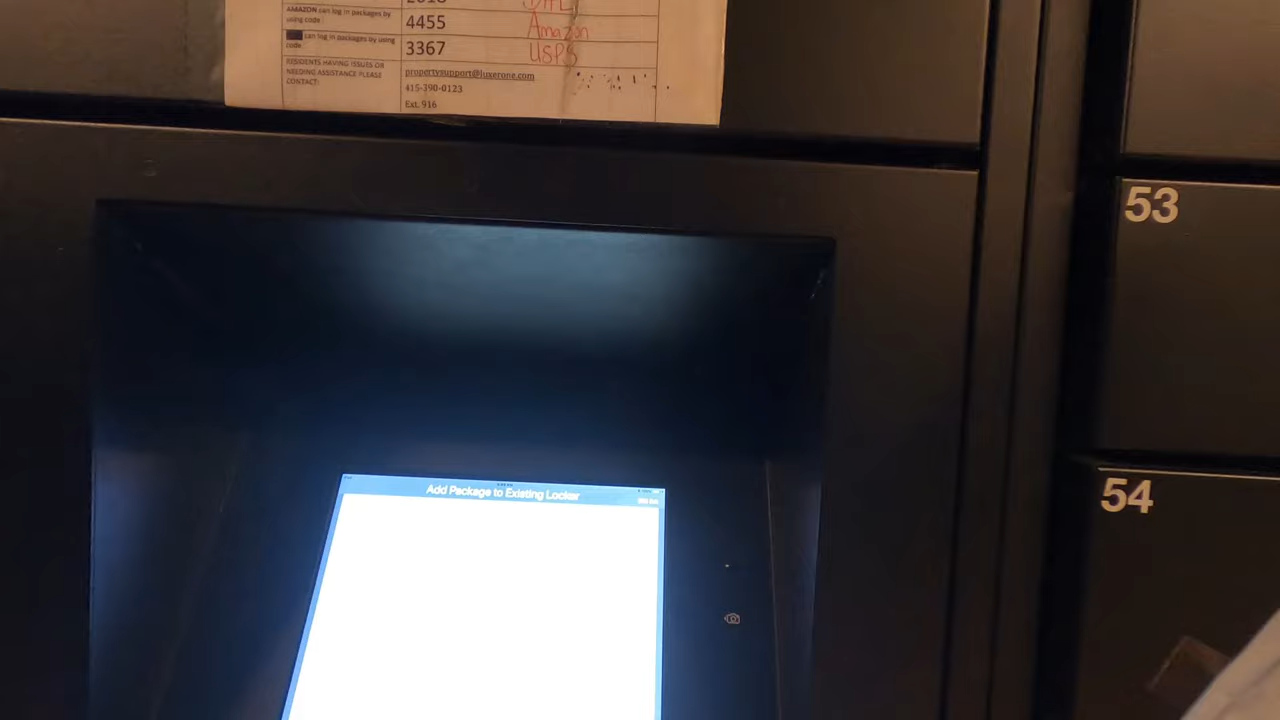 AMAZON can log in packages by
using code
4455
Amazon
can log in packages by using
code
3367
USPS
RESIDENTS HAVING ISSUES OR
NEEDING ASSISTANCE PLEASE
CONTACT:
propertysupport@luxerone.com
415-390-0123
Ext. 916
53
54
Add Package to Existing Locker